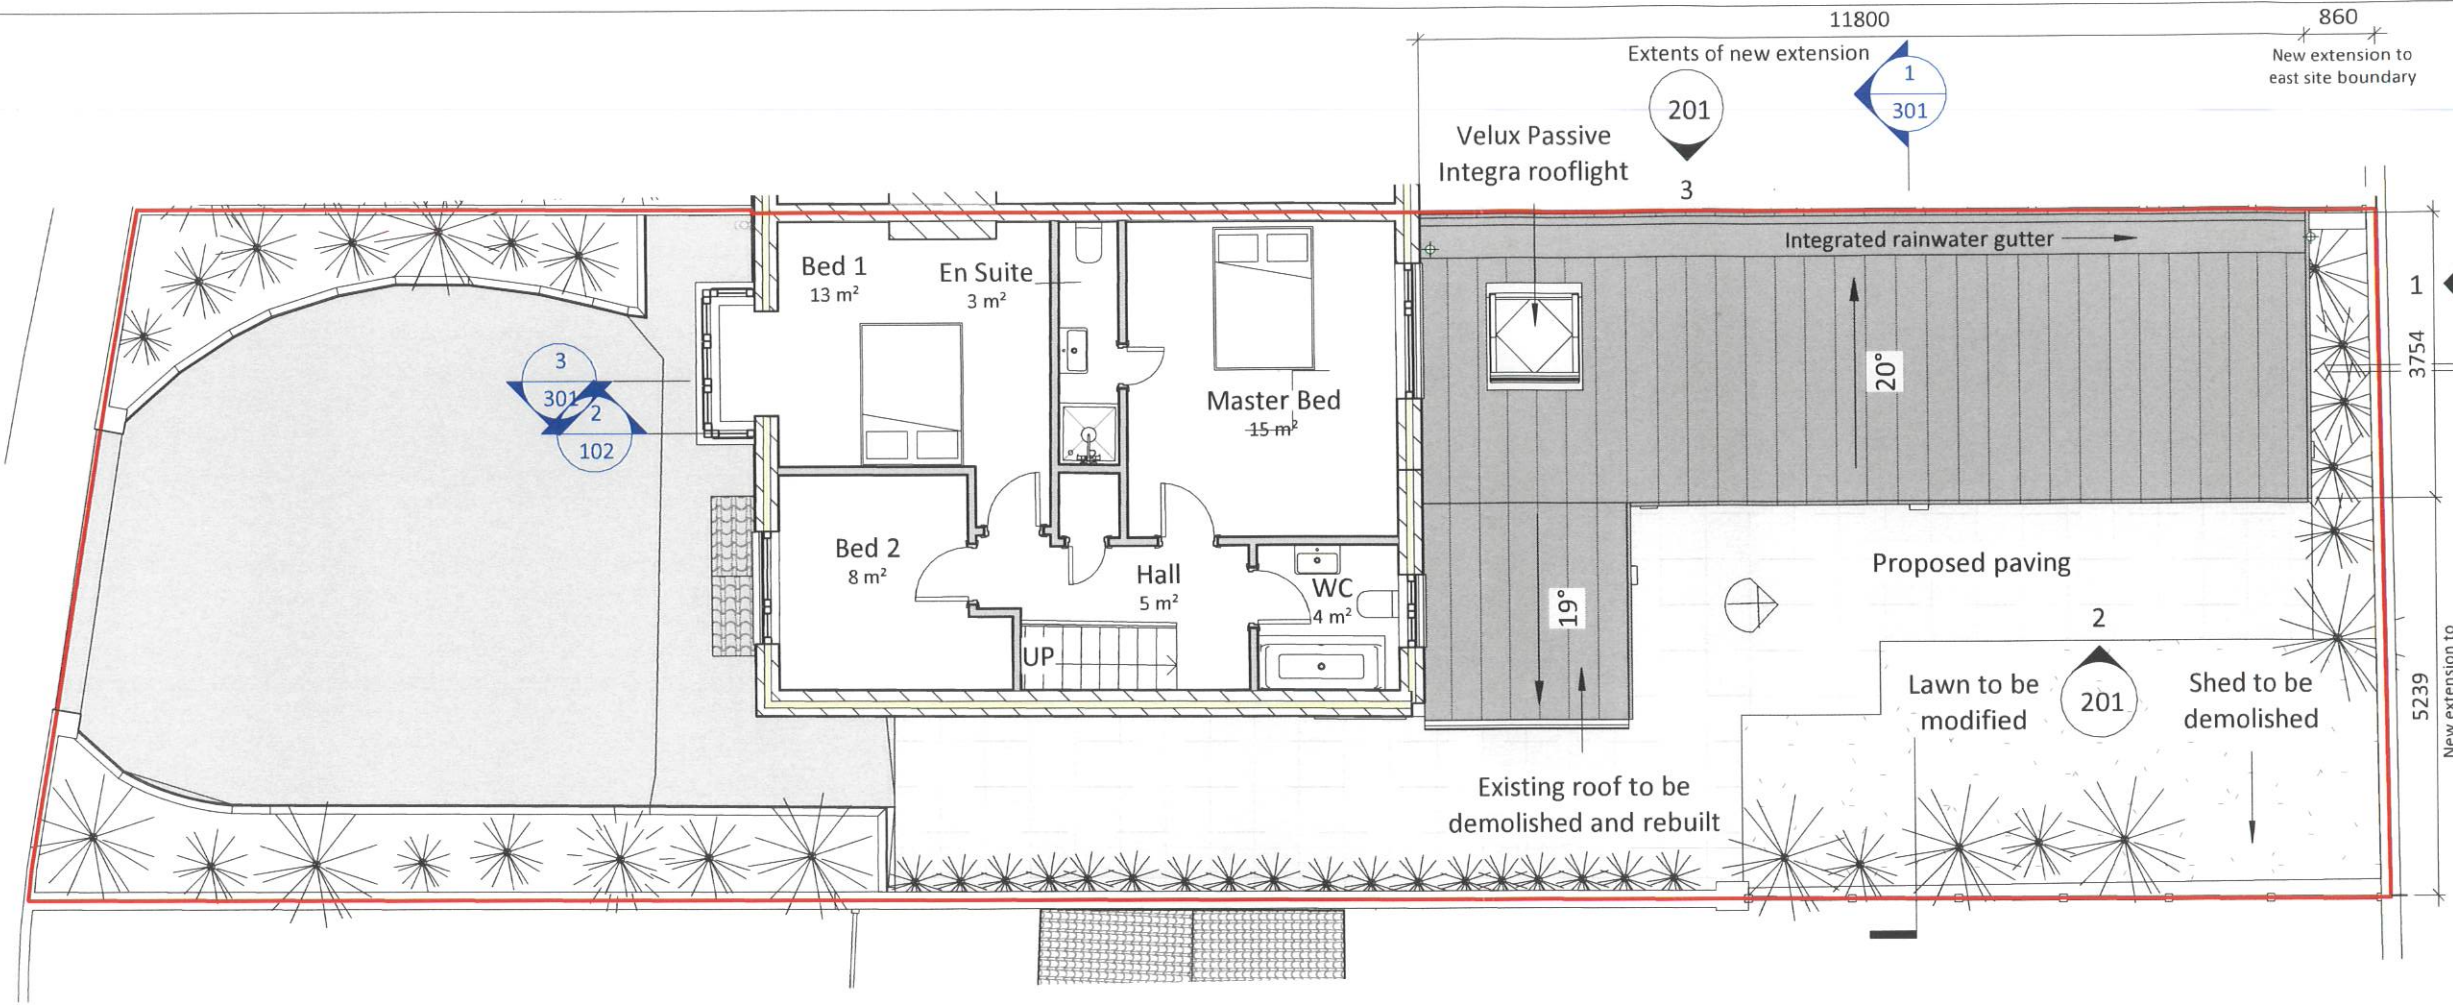 11800
860
Extents of new extension
New extension to
east site boundary
1
301
201
3
Velux Passive
Integra rooflight
Integrated rainwater gutter
Bed 1
13 m²
En Suite
3 m²
Master Bed
15 m²
20°
1
3754
3
301
2
102
Bed 2
8 m²
Hall
5 m²
WC
4 m²
UP
19°
Proposed paving
2
201
Lawn to be
modified
Shed to be
demolished
5239
New extension to
Existing roof to be
demolished and rebuilt